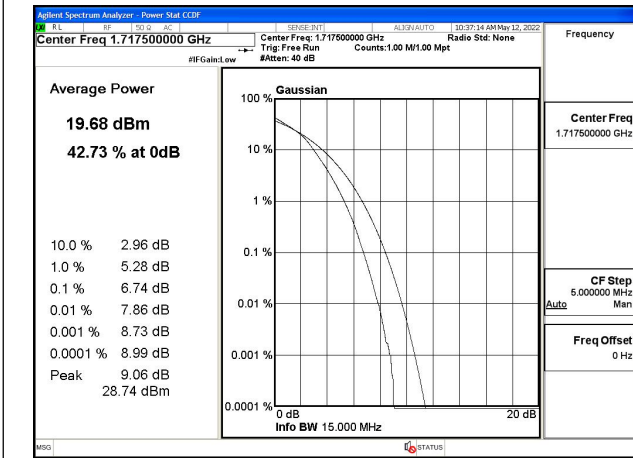 Agilent Spectrum Analyzer - Power Stat CCDF
RL RF 50 Ω AC SENSE:INT ALIGN AUTO 10:37:14 AM May 12, 2022
Center Freq 1.717500000 GHz
Center Freq: 1.717500000 GHz Radio Std: None
Trig: Free Run Counts:1.00 M/1.00 Mpt
#IFGain:Low #Atten: 40 dB
Frequency
Average Power
19.68 dBm
42.73 % at 0dB
10.0 % 2.96 dB
1.0 % 5.28 dB
0.1 % 6.74 dB
0.01 % 7.86 dB
0.001 % 8.73 dB
0.0001 % 8.99 dB
Peak 9.06 dB
28.74 dBm
Gaussian
100 %
10 %
1 %
0.1 %
0.01 %
0.001 %
0.0001 %
0 dB 20 dB
Info BW 15.000 MHz
Center Freq
1.717500000 GHz
CF Step
5.000000 MHz
Auto Man
Freq Offset
0 Hz
MSG STATUS